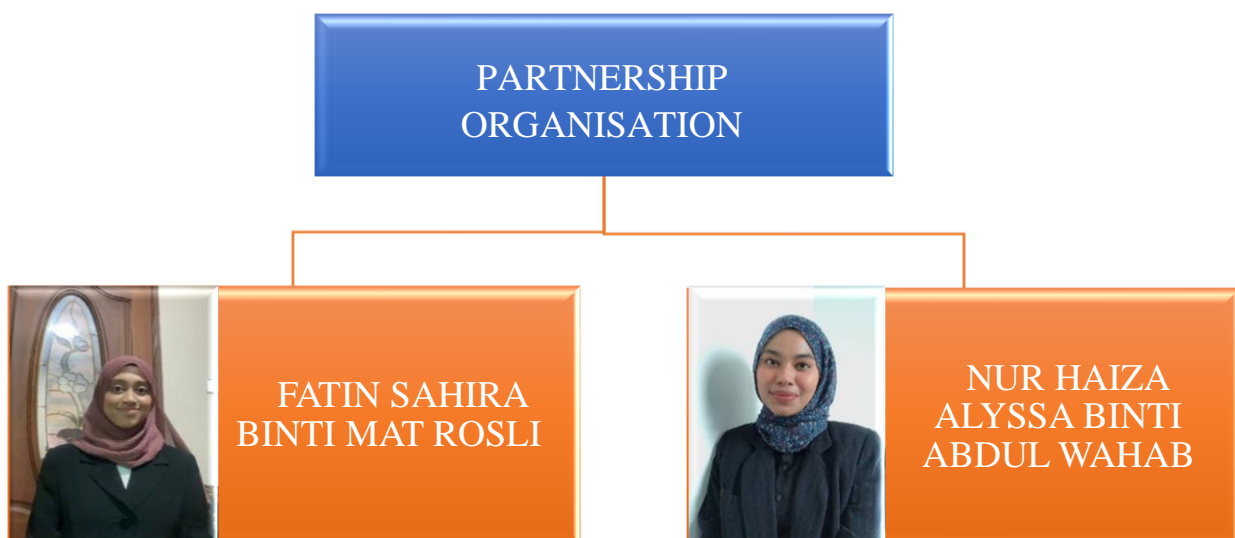 PARTNERSHIP
ORGANISATION
FATIN SAHIRA
BINTI MAT ROSLI
NUR HAIZA
ALYSSA BINTI
ABDUL WAHAB